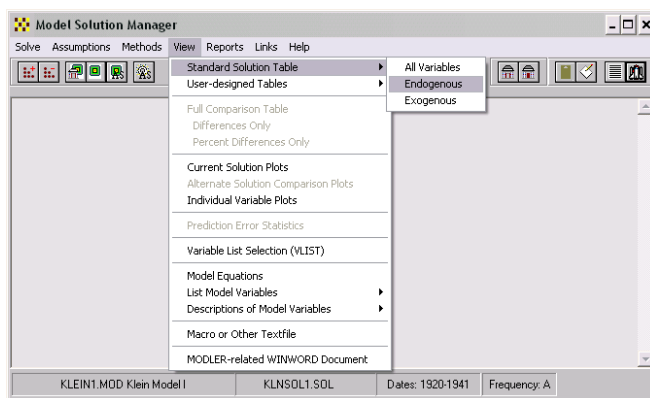 Model Solution Manager
Solve Assumptions Methods View Reports Links Help
Standard Solution Table
All Variables
User-designed Tables
Endogenous
Exogenous
Full Comparison Table
Differences Only
Percent Differences Only
Current Solution Plots
Alternate Solution Comparison Plots
Individual Variable Plots
Prediction Error Statistics
Variable List Selection (VLIST)
Model Equations
List Model Variables
Descriptions of Model Variables
Macro or Other Textfile
MODLER-related WINWORD Document
KLEIN1.MOD Klein Model I KLNSOL1.SOL Dates: 1920-1941 Frequency: A